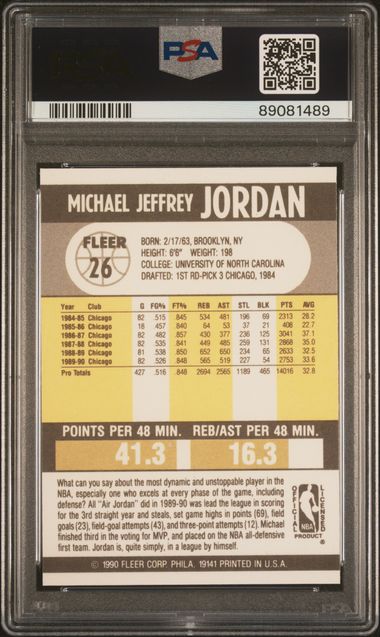 PSA
89081489
MICHAEL JEFFREY JORDAN
FLEER
26
BORN: 2/17/63, BROOKLYN, NY
HEIGHT: 6'6" WEIGHT: 198
COLLEGE: UNIVERSITY OF NORTH CAROLINA
DRAFTED: 1ST RD-PICK 3 CHICAGO, 1984
Year Club G FG% FT% REB AST STL BLK PTS AVG
1984-85 Chicago 82 .515 .845 534 481 196 69 2313 28.2
1985-86 Chicago 18 .457 .840 64 53 37 21 408 22.7
1986-87 Chicago 82 .482 .857 430 377 236 125 3041 37.1
1987-88 Chicago 82 .535 .841 449 485 259 131 2868 35.0
1988-89 Chicago 81 .538 .850 652 650 234 65 2633 32.5
1989-90 Chicago 82 .526 .848 565 519 227 54 2753 33.6
Pro Totals 427 .516 .848 2694 2565 1189 465 14016 32.8
POINTS PER 48 MIN. REB/AST PER 48 MIN.
41.3 16.3
What can you say about the most dynamic and unstoppable player in the
NBA, especially one who excels at every phase of the game, including
defense? All "Air Jordan" did in 1989-90 was lead the league in scoring
for the 3rd straight year and steals, set game highs in points (69), field
goals (23), field-goal attempts (43), and three-point attempts (12). Michael
finished third in the voting for MVP, and placed on the NBA all-defensive
first team. Jordan is, quite simply, in a league by himself.
OFFICIAL
LICENSED
NBA
PRODUCT
© 1990 FLEER CORP. PHILA. 19141 PRINTED IN U.S.A.